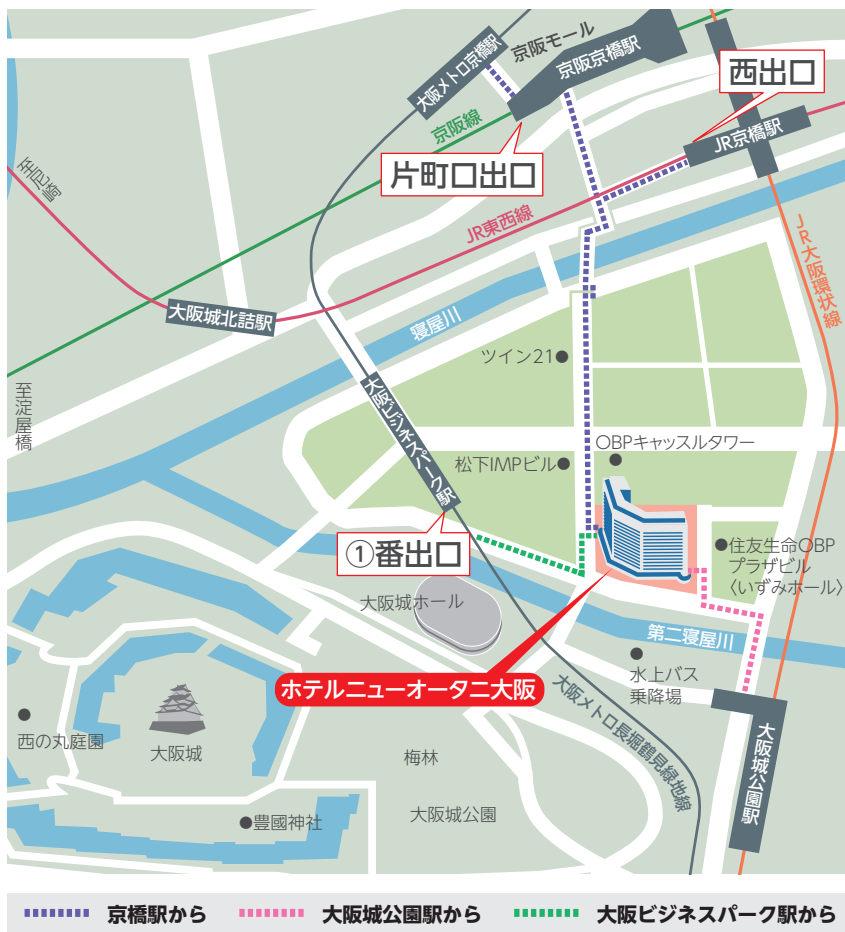 京阪モール
大阪メトロ京橋駅
京阪京橋駅
西出口
JR京橋駅
京阪線
片町口出口
至尼崎
JR東西線
JR大阪環状線
大阪城北詰駅
寝屋川
ツイン21
至淀屋橋
大阪ビジネスパーク駅
OBPキャッスルタワー
松下IMPビル
①番出口
住友生命OBP
プラザビル
〈いずみホール〉
大阪城ホール
第二寝屋川
水上バス
乗降場
ホテルニューオータニ大阪
大阪メトロ長堀鶴見緑地線
西の丸庭園
大阪城
梅林
大阪城公園駅
大阪城公園
豊國神社
京橋駅から
大阪城公園駅から
大阪ビジネスパーク駅から